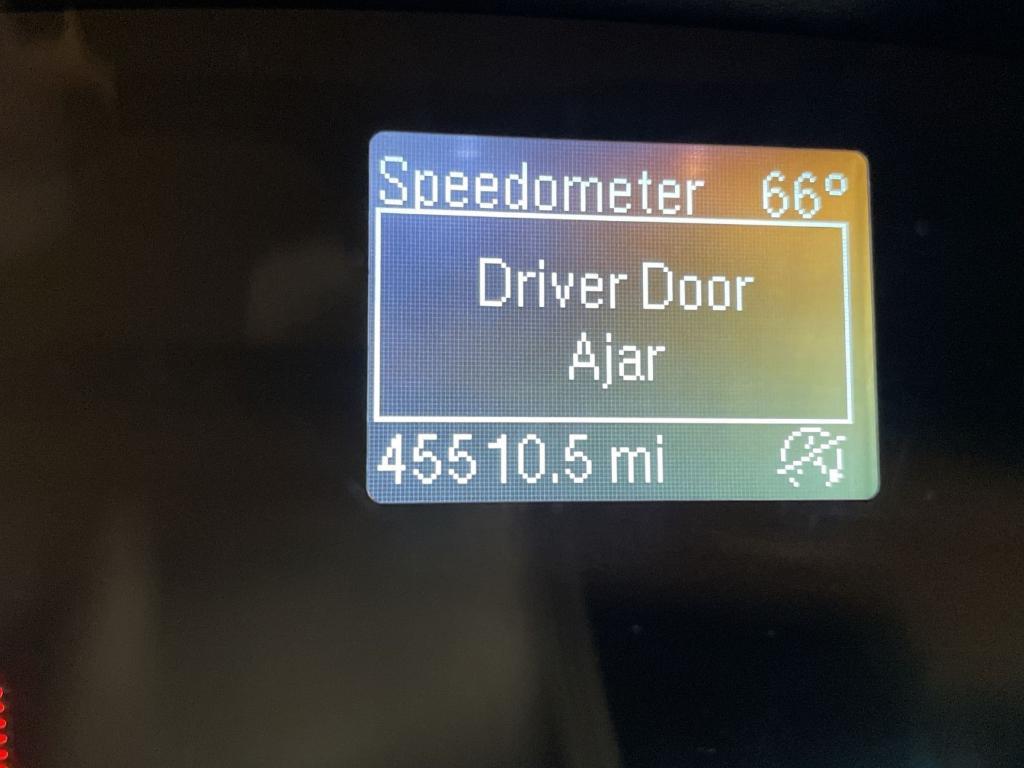 Speedometer 66°
Driver Door
Ajar
45510.5 mi